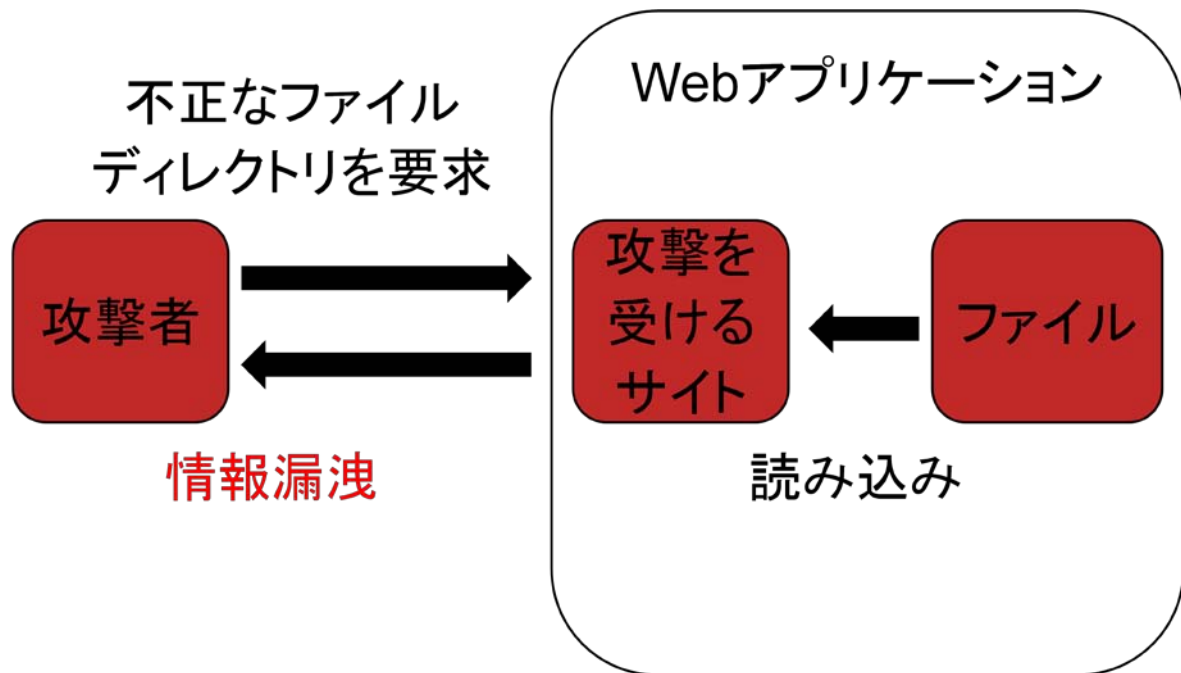 不正なファイル
ディレクトリを要求
Webアプリケーション
攻撃者
攻撃を
受ける
サイト
ファイル
情報漏洩
読み込み